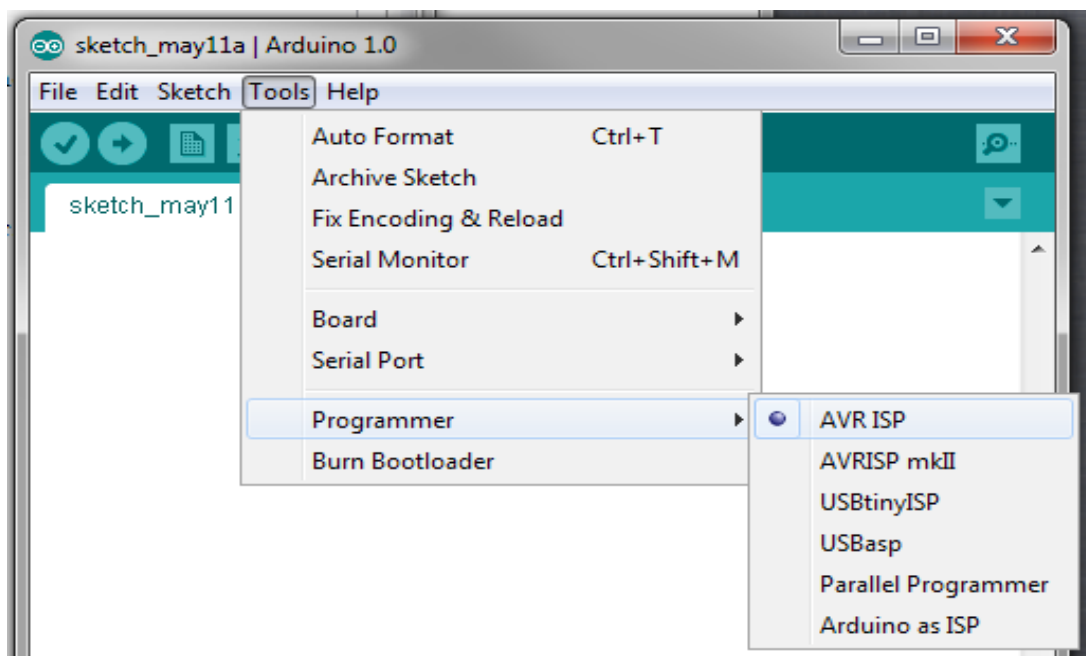 sketch_may11a | Arduino 1.0
File Edit Sketch Tools Help
Auto Format Ctrl+T
Archive Sketch
sketch_may11
Fix Encoding & Reload
Serial Monitor Ctrl+Shift+M
Board
Serial Port
Programmer
Burn Bootloader
AVR ISP
AVRISP mkII
USBtinyISP
USBasp
Parallel Programmer
Arduino as ISP